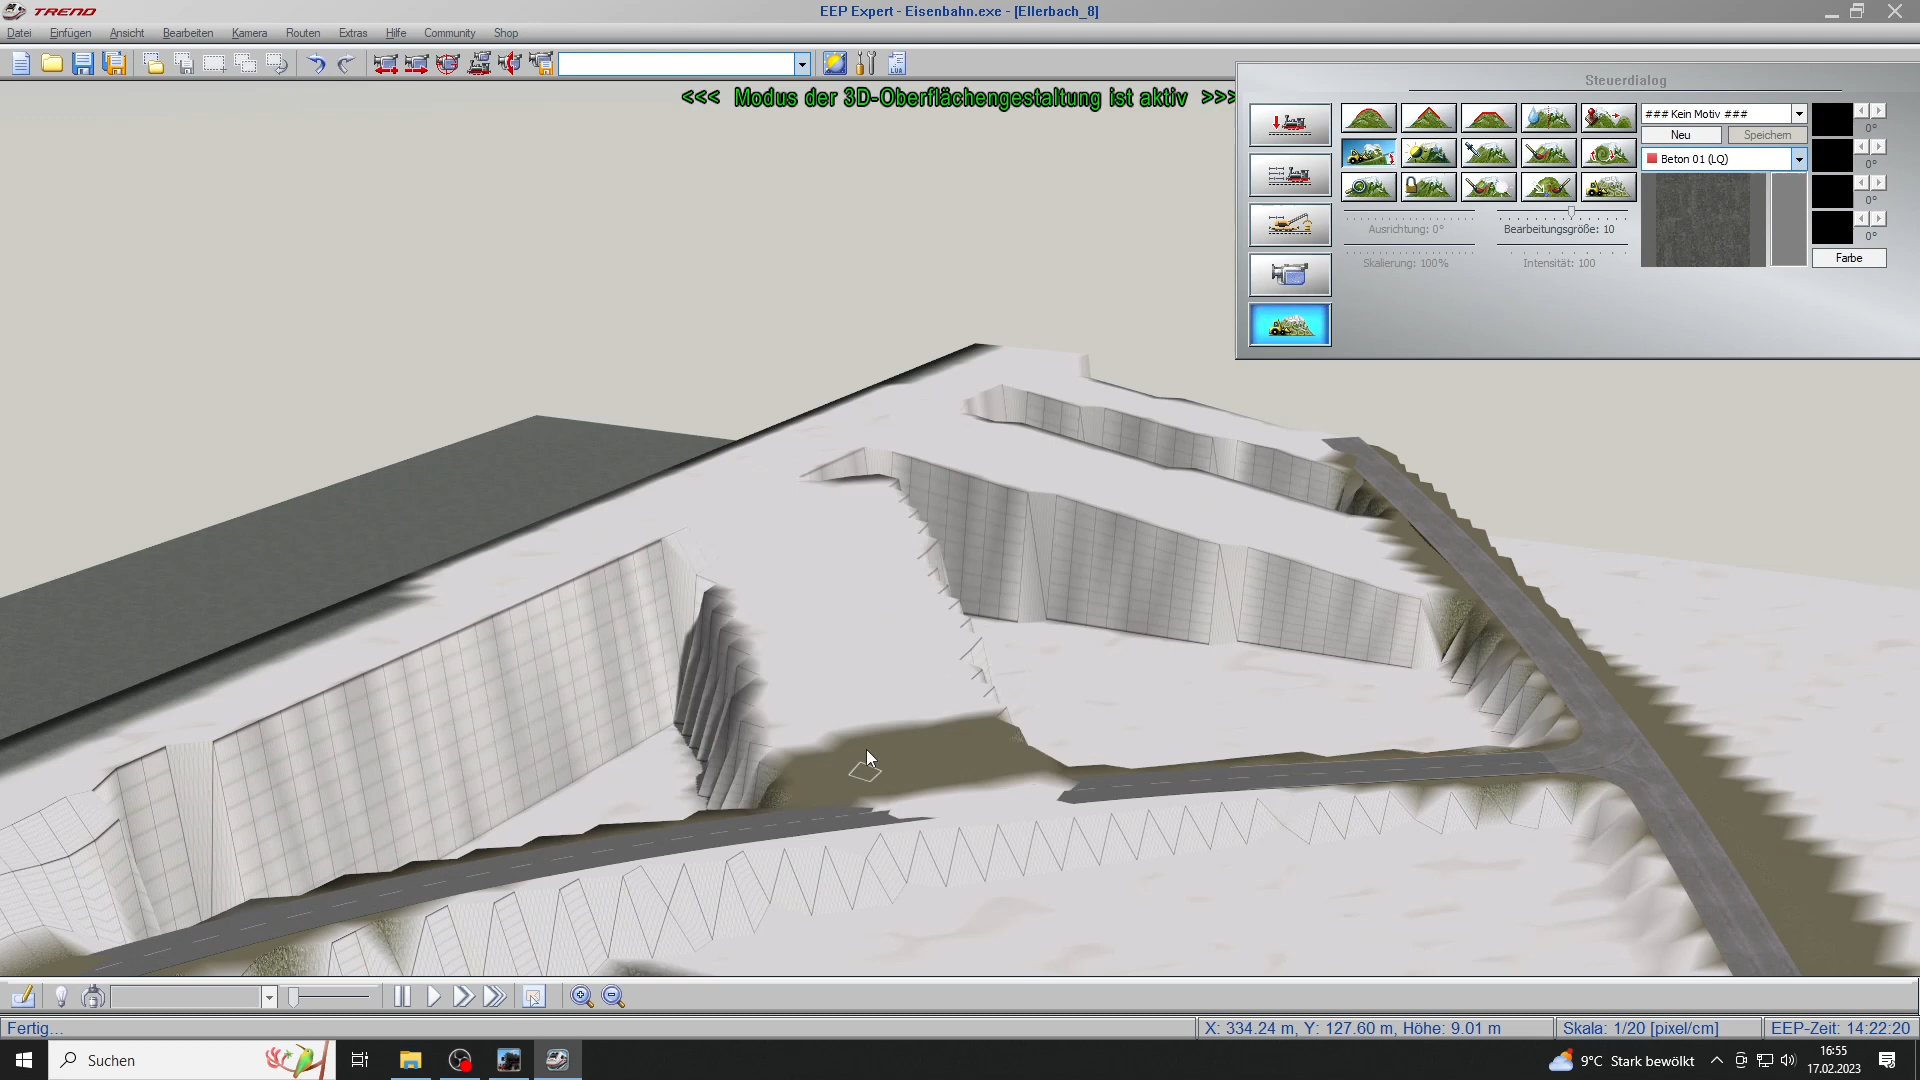 TREND
EEP Expert - Eisenbahn.exe - [Ellerbach_8]
Datei Einfügen Ansicht Bearbeiten Kamera Routen Extras Hilfe Community Shop
LUA
<<< Modus der 3D-Oberflächengestaltung ist aktiv >>>
Steuerdialog
### Kein Motiv ###
0°
Neu Speichern
Beton 01 (LQ)
0°
0°
Ausrichtung: 0° Bearbeitungsgröße: 10
0°
Skalierung: 100% Intensität: 100
Farbe
Fertig...
X: 334.24 m, Y: 127.60 m, Höhe: 9.01 m
Skala: 1/20 [pixel/cm]
EEP-Zeit: 14:22:20
Suchen
9°C Stark bewölkt
16:55
17.02.2023